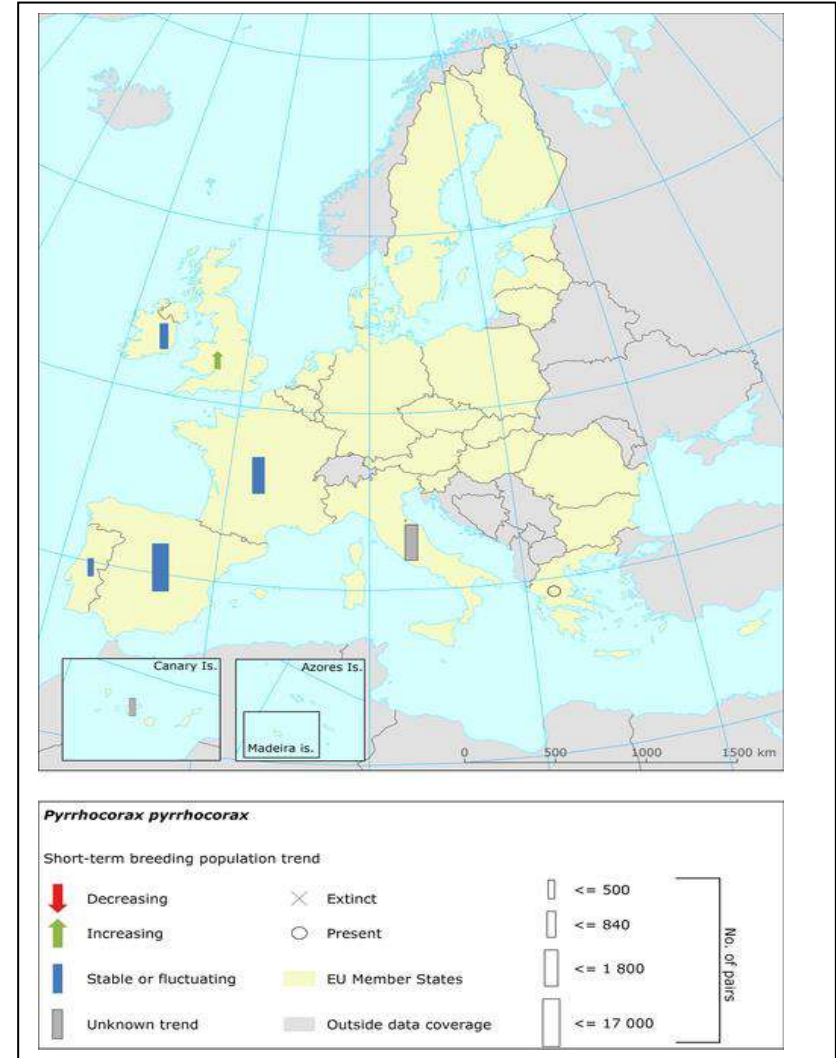 Canary Is.
Azores Is.
Madeira is.
0 500 1000 1500 km
Pyrrhocorax pyrrhocorax
Short-term breeding population trend
Decreasing
Increasing
Stable or fluctuating
Unknown trend
Extinct
Present
EU Member States
Outside data coverage
<= 500
<= 840
<= 1 800
<= 17 000
No. of pairs